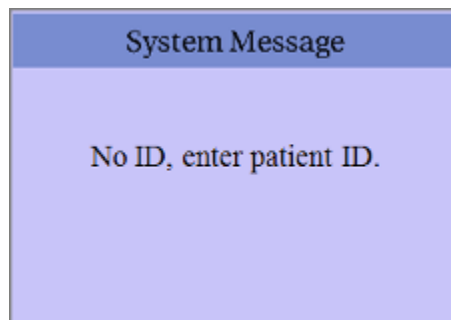 System Message
No ID, enter patient ID.